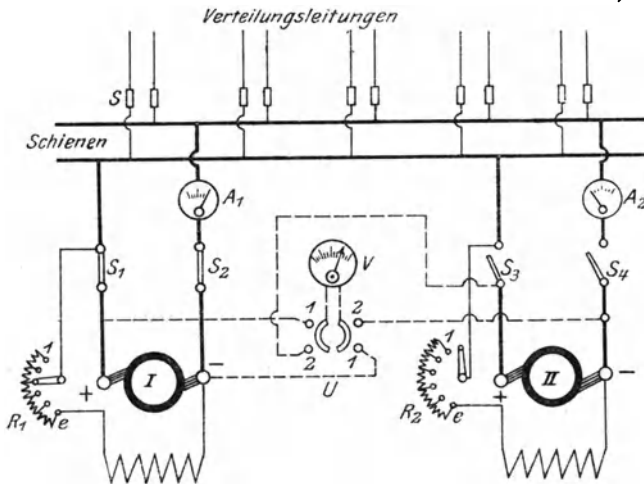 Verteilungsleitungen
S
Schienen
A1
A2
S1
S2
V
S3
S4
1
2
2
1
1
R1
e
+
I
−
U
1
R2
e
+
II
−